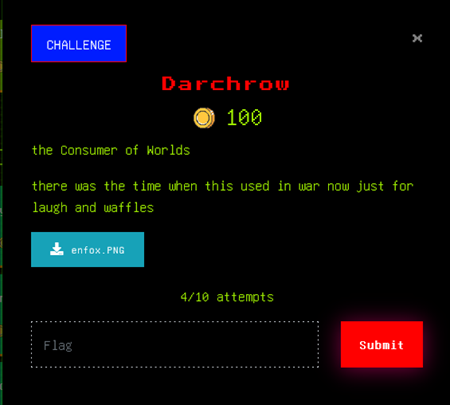 CHALLENGE
×
Darchrow
100
the Consumer of Worlds
there was the time when this used in war now just for
laugh and waffles
enfox.PNG
4/10 attempts
Flag
Submit